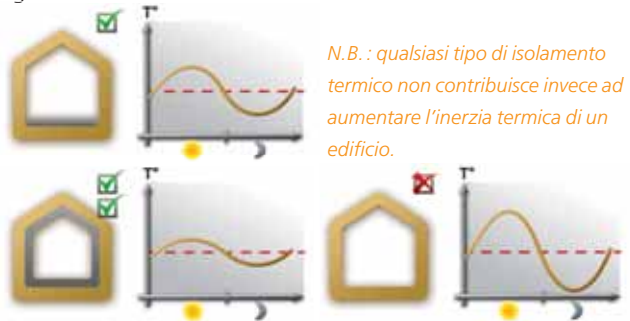 T°
N.B. : qualsiasi tipo di isolamento
termico non contribuisce invece ad
aumentare l'inerzia termica di un
edificio.
T°
T°